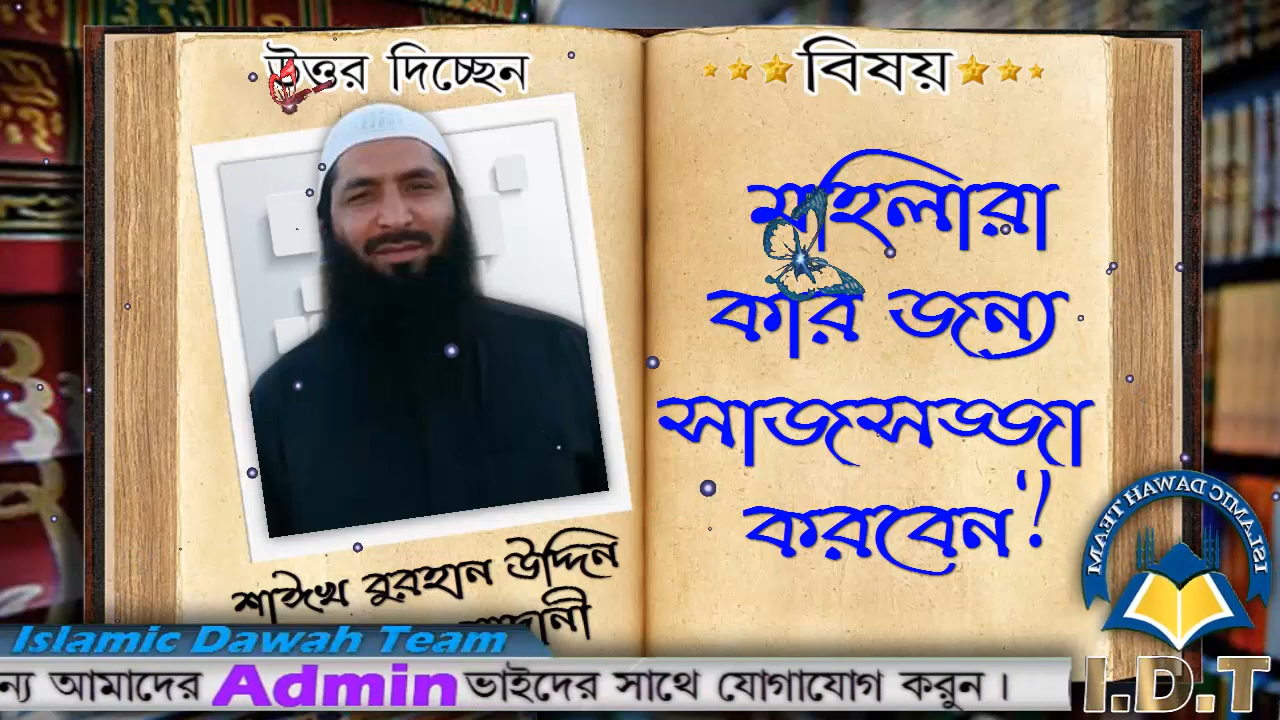 উত্তর দিচ্ছেন
শাইখ বুরহান উদ্দিন
বিষয়
মহিলারা
কার জন্য
সাজসজ্জা
করবেন?
ISLAMIC DAWAH TEAM
I.D.T
Islamic Dawah Team
ন্য আমাদের Admin ভাইদের সাথে যোগাযোগ করুন।